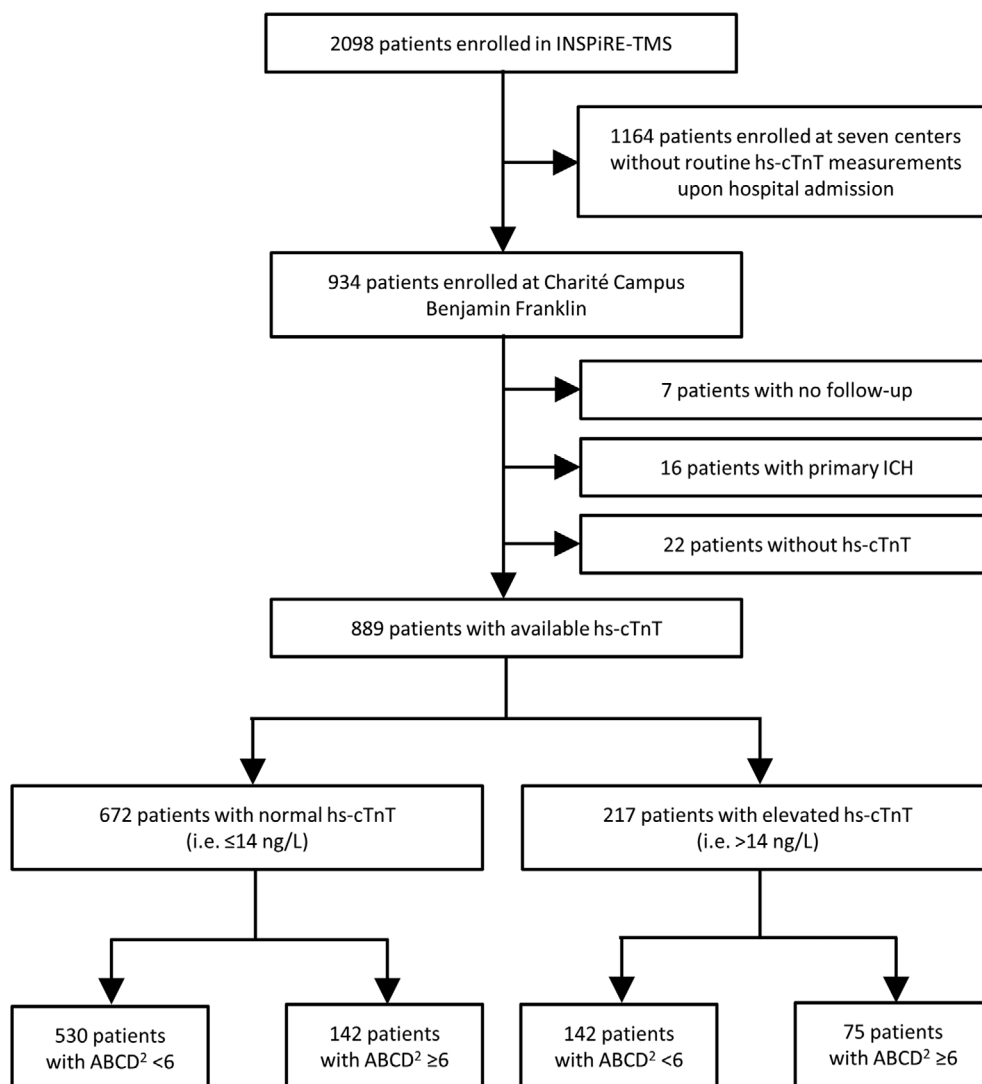 2098 patients enrolled in INSPiRE-TMS
1164 patients enrolled at seven centers
without routine hs-cTnT measurements
upon hospital admission
934 patients enrolled at Charité Campus
Benjamin Franklin
7 patients with no follow-up
16 patients with primary ICH
22 patients without hs-cTnT
889 patients with available hs-cTnT
672 patients with normal hs-cTnT
(i.e. ≤14 ng/L)
217 patients with elevated hs-cTnT
(i.e. >14 ng/L)
530 patients
with ABCD² <6
142 patients
with ABCD² ≥6
142 patients
with ABCD² <6
75 patients
with ABCD² ≥6